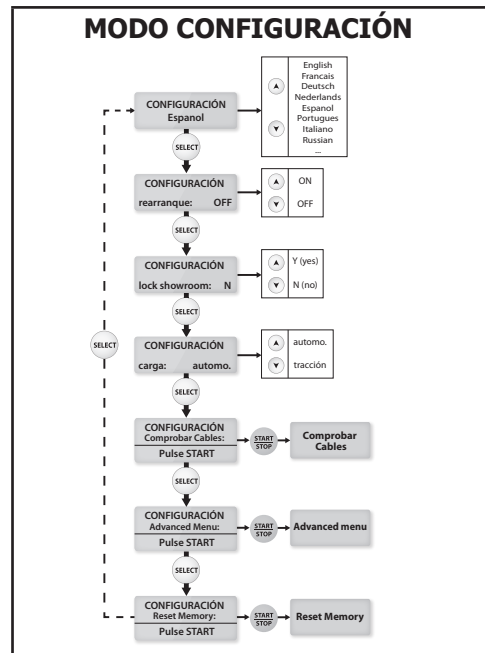 MODO CONFIGURACIÓN
English
Francais
Deutsch
Nederlands
Espanol
Portugues
Italiano
Russian
...
CONFIGURACIÓN
Espanol
SELECT
CONFIGURACIÓN
rearranque: OFF
ON
OFF
SELECT
CONFIGURACIÓN
lock showroom: N
Y (yes)
N (no)
SELECT
CONFIGURACIÓN
carga: automo.
automo.
tracción
SELECT
SELECT
CONFIGURACIÓN
Comprobar Cables:
Pulse START
START
STOP
Comprobar
Cables
SELECT
CONFIGURACIÓN
Advanced Menu:
Pulse START
START
STOP
Advanced menu
SELECT
CONFIGURACIÓN
Reset Memory:
Pulse START
START
STOP
Reset Memory